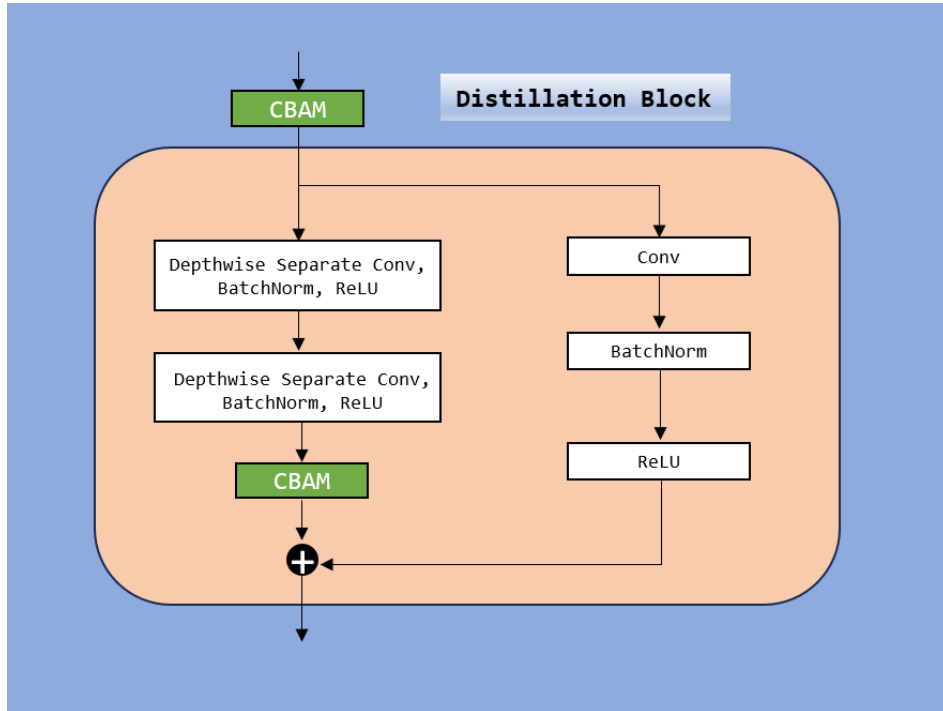 CBAM
Distillation Block
Depthwise Separate Conv,
BatchNorm, ReLU
Depthwise Separate Conv,
BatchNorm, ReLU
CBAM
Conv
BatchNorm
ReLU